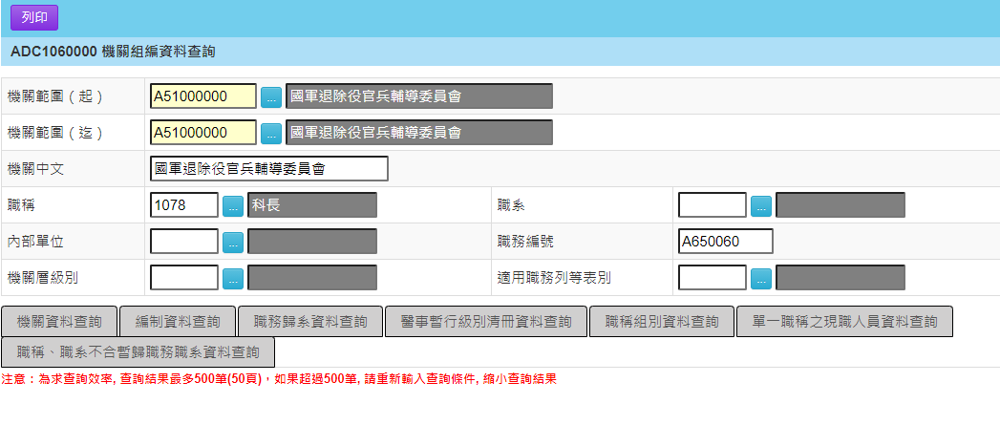 列印
ADC1060000 機關組編資料查詢
機關範圍（起） A51000000 ... 國軍退除役官兵輔導委員會
機關範圍（迄） A51000000 ... 國軍退除役官兵輔導委員會
機關中文 國軍退除役官兵輔導委員會
職稱 1078 ... 科長 職系 ...
內部單位 ... 職務編號 A650060
機關層級別 ... 適用職務列等表別 ...
機關資料查詢 編制資料查詢 職務歸系資料查詢 醫事暫行級別清冊資料查詢 職稱組別資料查詢 單一職稱之現職人員資料查詢
職稱、職系不合暫歸職務職系資料查詢
注意：為求查詢效率, 查詢結果最多500筆(50頁)，如果超過500筆, 請重新輸入查詢條件, 縮小查詢結果